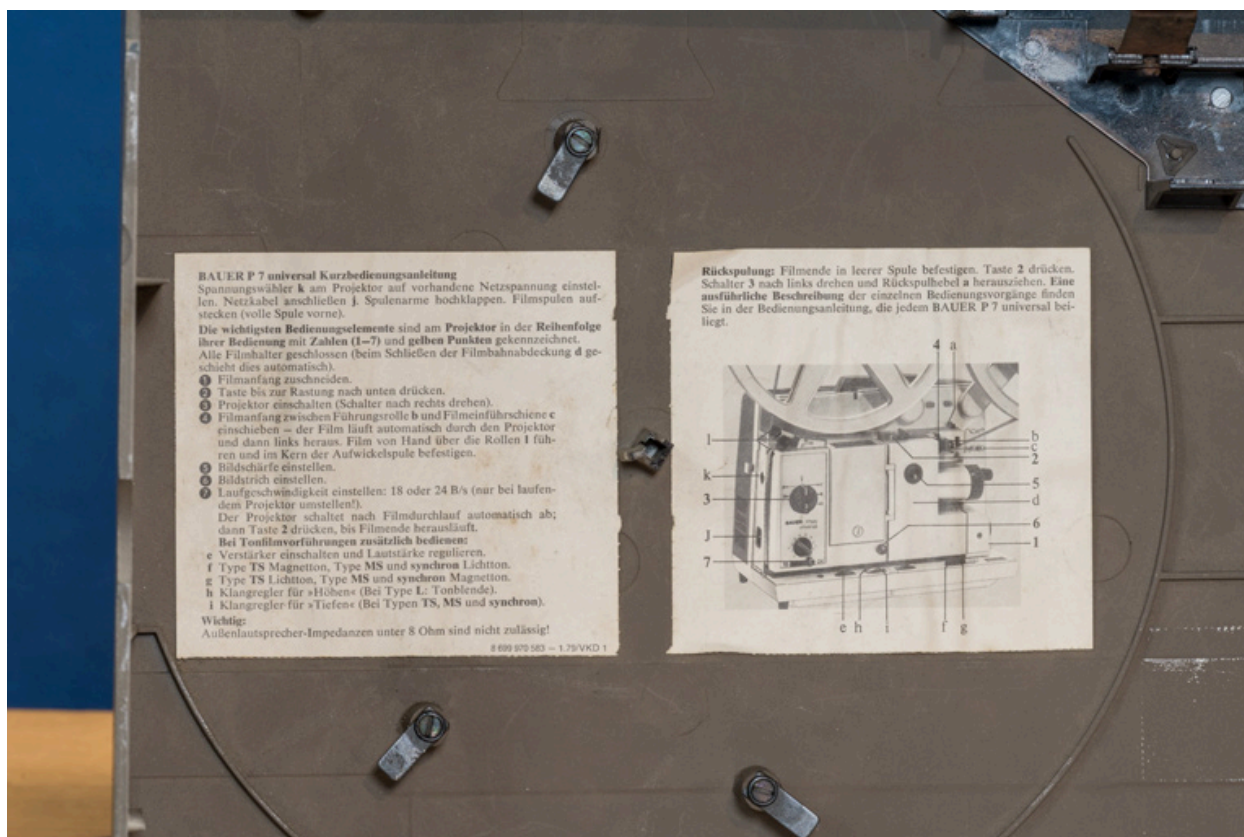 BAUER P 7 universal Kurzbedienungsanleitung
Spannungswähler k am Projektor auf vorhandene Netzspannung einstel-
len. Netzkabel anschließen j. Spulenarme hochklappen. Filmspulen auf-
stecken (volle Spule vorne).
Die wichtigsten Bedienungselemente sind am Projektor in der Reihenfolge
ihrer Bedienung mit Zahlen (1–7) und gelben Punkten gekennzeichnet.
Alle Filmhalter geschlossen (beim Schließen der Filmbahnabdeckung d ge-
schieht dies automatisch).
1 Filmanfang zuschneiden.
2 Taste bis zur Rastung nach unten drücken.
3 Projektor einschalten (Schalter nach rechts drehen).
4 Filmanfang zwischen Führungsrolle b und Filmeinführschiene c
einschieben – der Film läuft automatisch durch den Projektor
und dann links heraus. Film von Hand über die Rollen l füh-
ren und im Kern der Aufwickelspule befestigen.
5 Bildschärfe einstellen.
6 Bildstrich einstellen.
7 Laufgeschwindigkeit einstellen: 18 oder 24 B/s (nur bei laufen-
dem Projektor umstellen!).
Der Projektor schaltet nach Filmdurchlauf automatisch ab;
dann Taste 2 drücken, bis Filmende herausläuft.
Bei Tonfilmvorführungen zusätzlich bedienen:
e Verstärker einschalten und Lautstärke regulieren.
f Type TS Magnetton, Type MS und synchron Lichtton.
g Type TS Lichtton, Type MS und synchron Magnetton.
h Klangregler für »Höhen« (Bei Type L: Tonblende).
i Klangregler für »Tiefen« (Bei Typen TS, MS und synchron).
Wichtig:
Außenlautsprecher-Impedanzen unter 8 Ohm sind nicht zulässig!
8 699 970 583 – 1.79/VKD 1
Rückspulung: Filmende in leerer Spule befestigen. Taste 2 drücken.
Schalter 3 nach links drehen und Rückspulhebel a herausziehen. Eine
ausführliche Beschreibung der einzelnen Bedienungsvorgänge finden
Sie in der Bedienungsanleitung, die jedem BAUER P 7 universal bei-
liegt.
4 a
l
b
c
2
k
5
3
d
BAUER
6
J
1
7
e h i f g